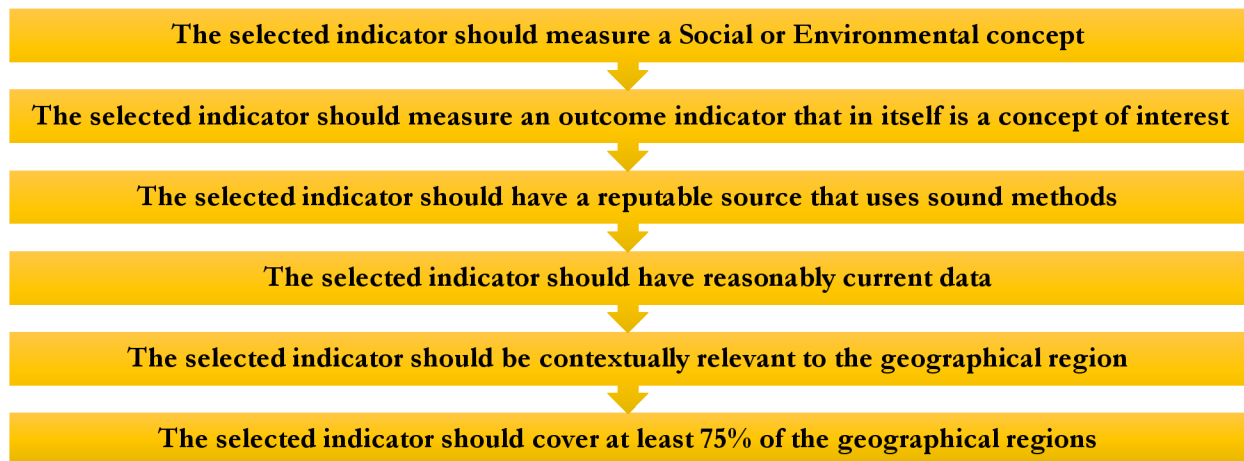 The selected indicator should measure a Social or Environmental concept
The selected indicator should measure an outcome indicator that in itself is a concept of interest
The selected indicator should have a reputable source that uses sound methods
The selected indicator should have reasonably current data
The selected indicator should be contextually relevant to the geographical region
The selected indicator should cover at least 75% of the geographical regions